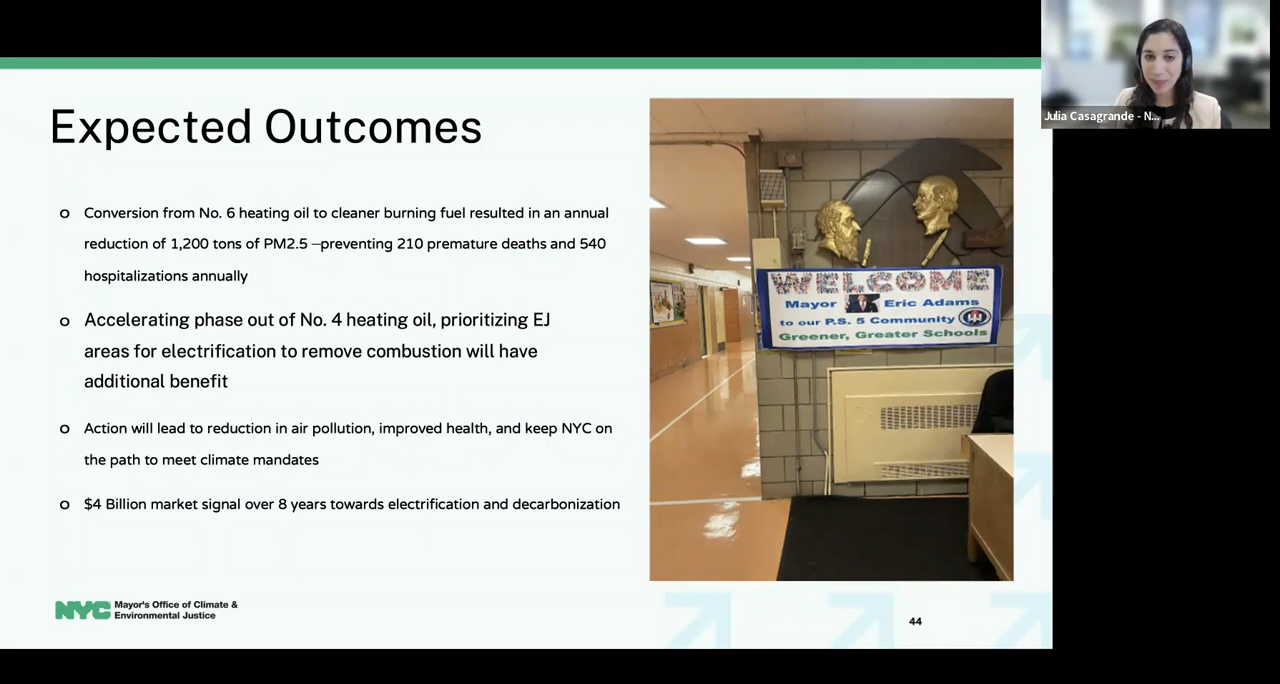 Julia Casagrande - N...
Expected Outcomes
o Conversion from No. 6 heating oil to cleaner burning fuel resulted in an annual
reduction of 1,200 tons of PM2.5 –preventing 210 premature deaths and 540
hospitalizations annually
o Accelerating phase out of No. 4 heating oil, prioritizing EJ
areas for electrification to remove combustion will have
additional benefit
o Action will lead to reduction in air pollution, improved health, and keep NYC on
the path to meet climate mandates
o $4 Billion market signal over 8 years towards electrification and decarbonization
WELCOME
Mayor Eric Adams
to our P.S. 5 Community
Greener, Greater Schools
NYC Mayor's Office of Climate &
Environmental Justice
44